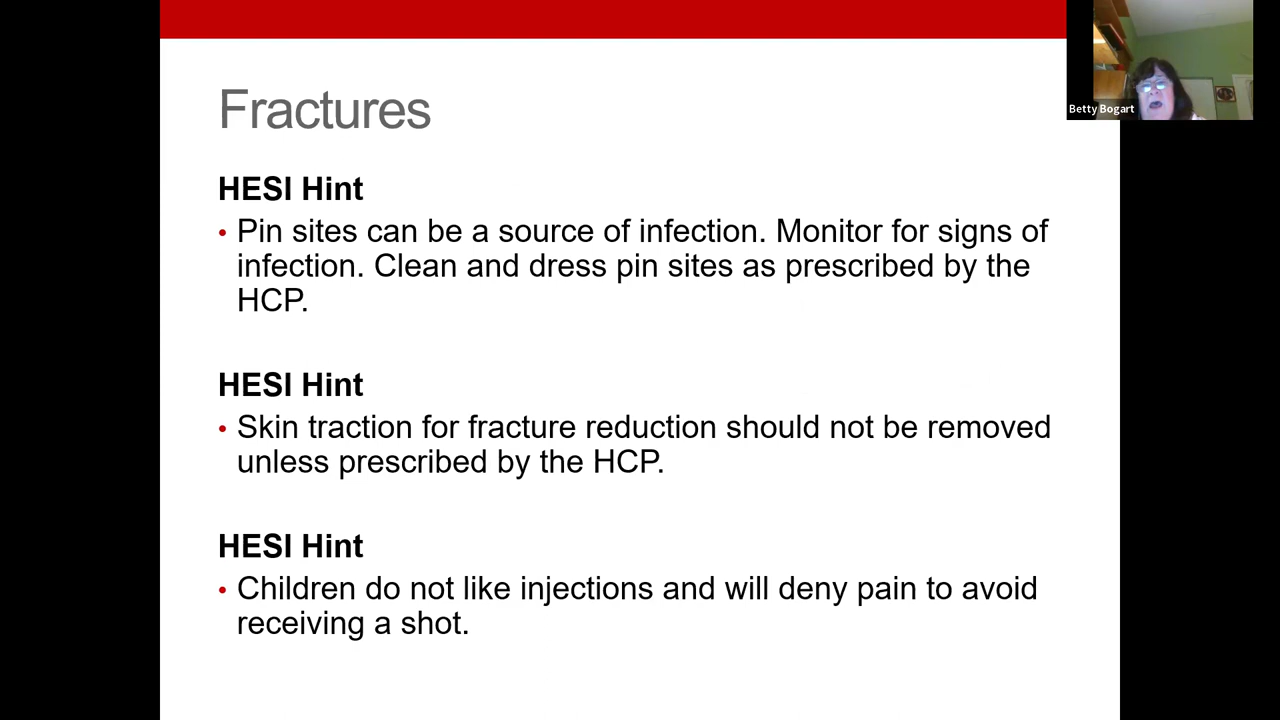 Fractures
Betty Bogart
HESI Hint
• Pin sites can be a source of infection. Monitor for signs of
infection. Clean and dress pin sites as prescribed by the
HCP.
HESI Hint
• Skin traction for fracture reduction should not be removed
unless prescribed by the HCP.
HESI Hint
• Children do not like injections and will deny pain to avoid
receiving a shot.